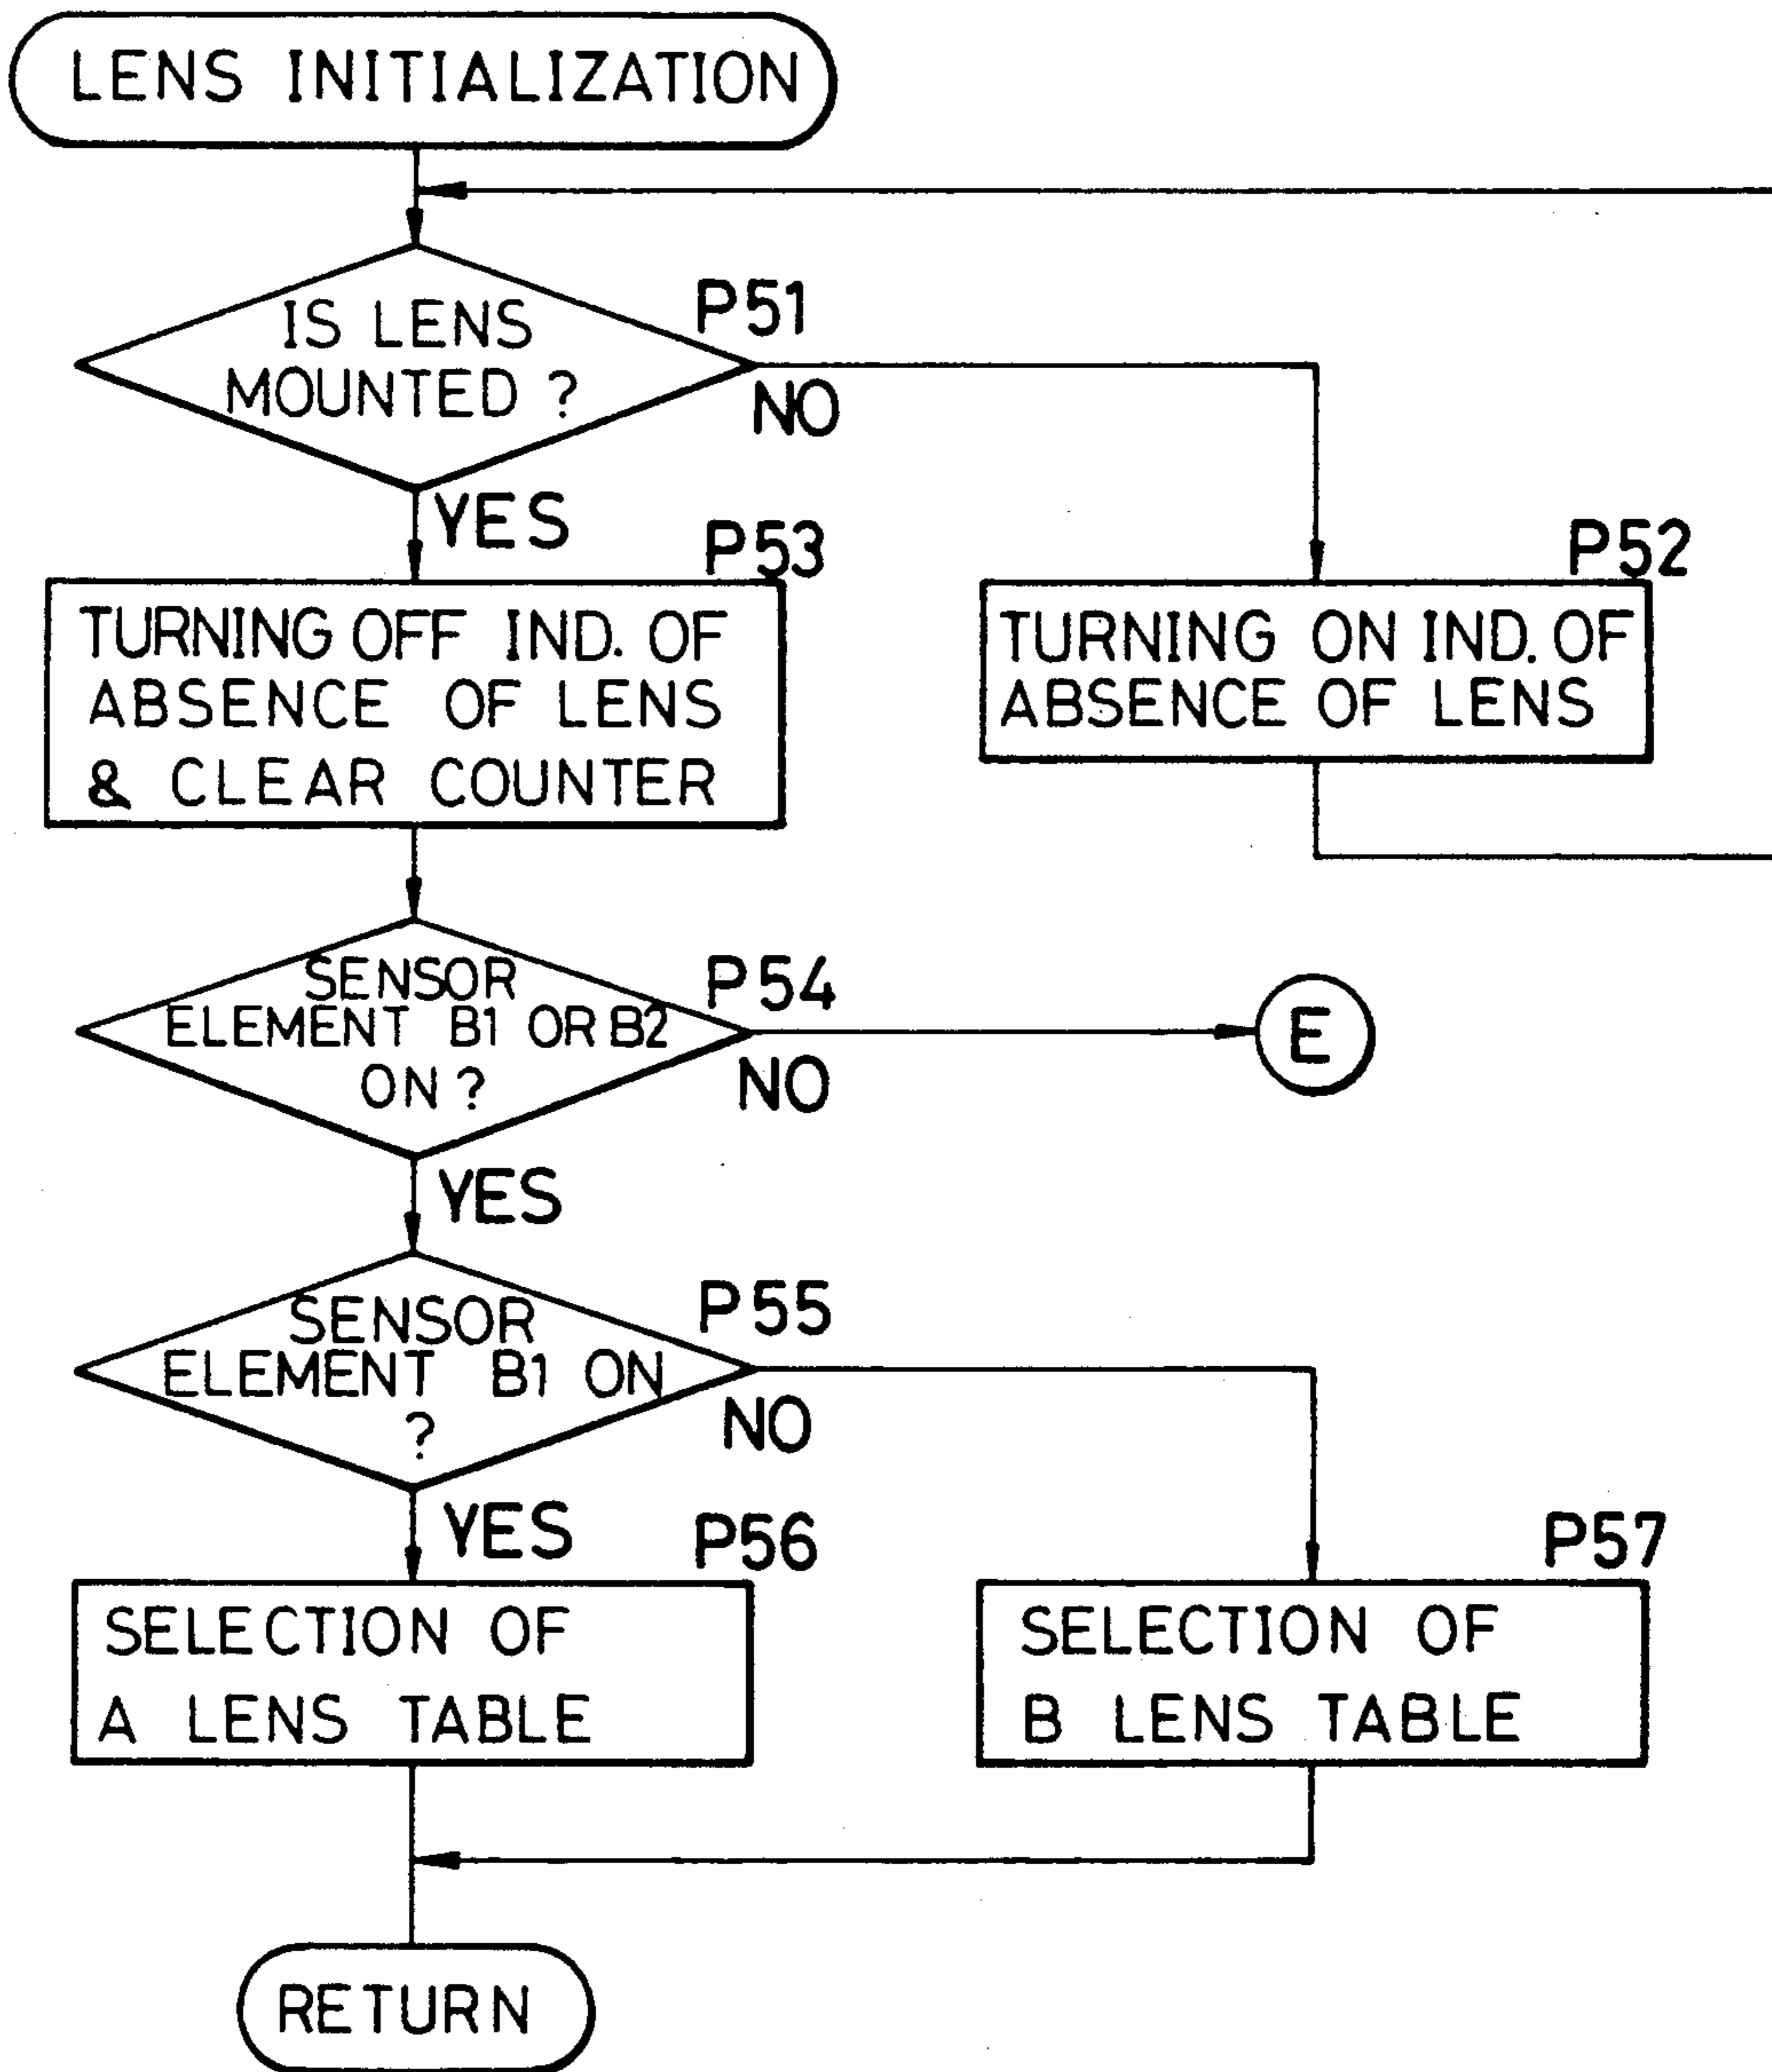 LENS INITIALIZATION
P51
IS LENS
MOUNTED ?
NO
YES
P53
P52
TURNING OFF IND. OF
ABSENCE OF LENS
& CLEAR COUNTER
TURNING ON IND. OF
ABSENCE OF LENS
P54
SENSOR
ELEMENT B1 OR B2
ON ?
NO
E
YES
P55
SENSOR
ELEMENT B1 ON
?
NO
YES
P56
P57
SELECTION OF
A LENS TABLE
SELECTION OF
B LENS TABLE
RETURN